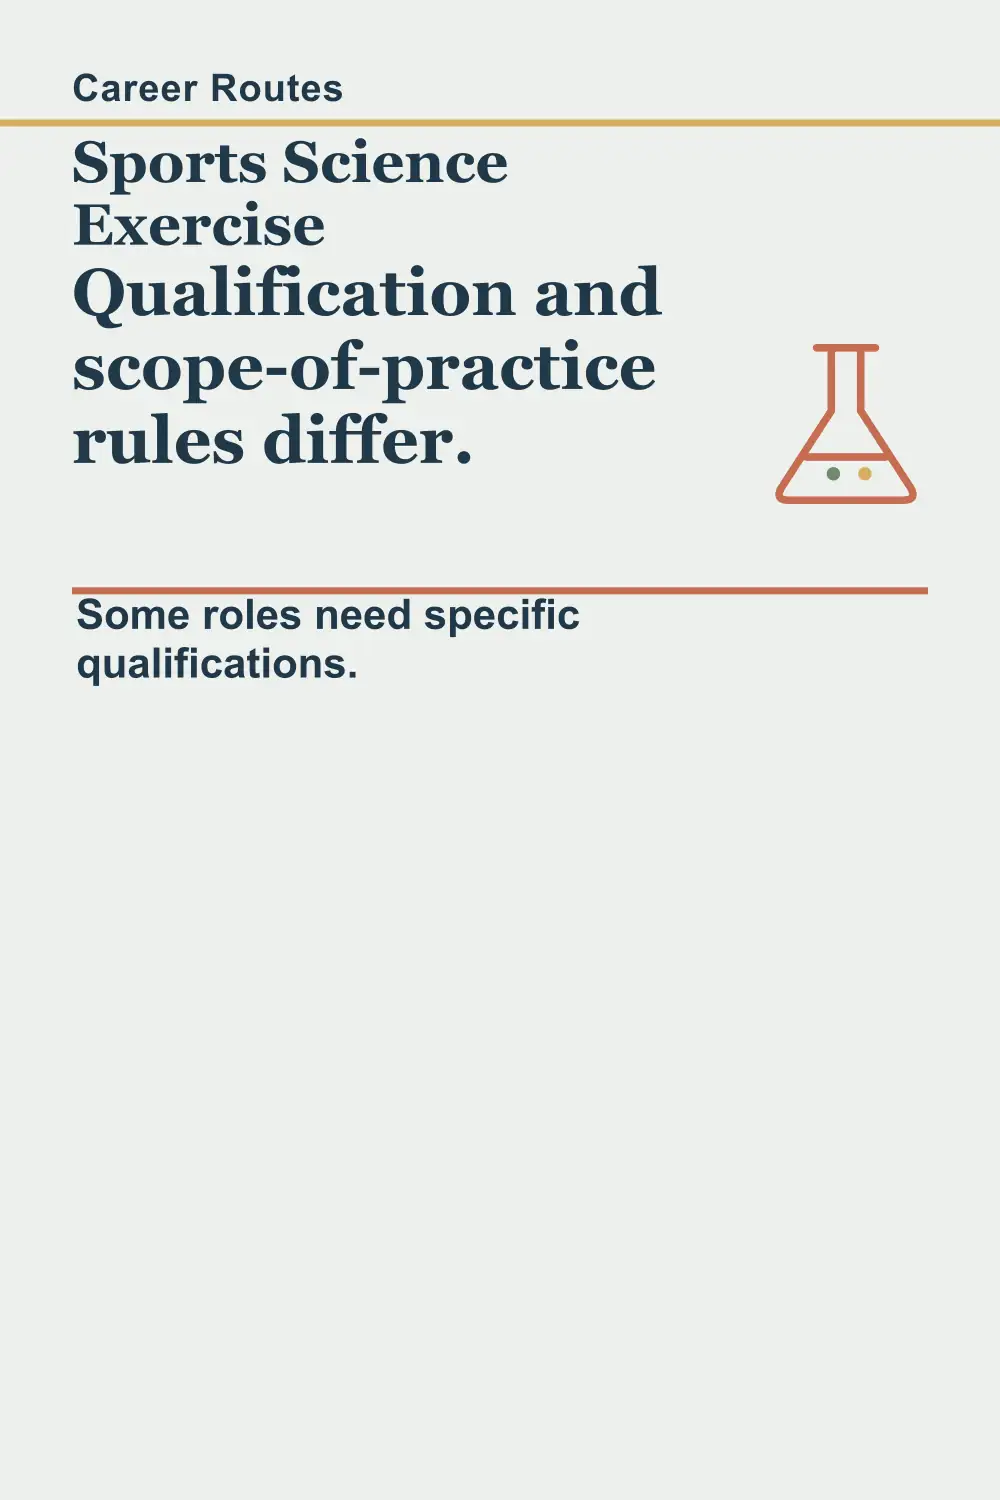 Career Routes
Sports Science
Exercise
Qualification and
scope-of-practice
rules differ.
Some roles need specific
qualifications.